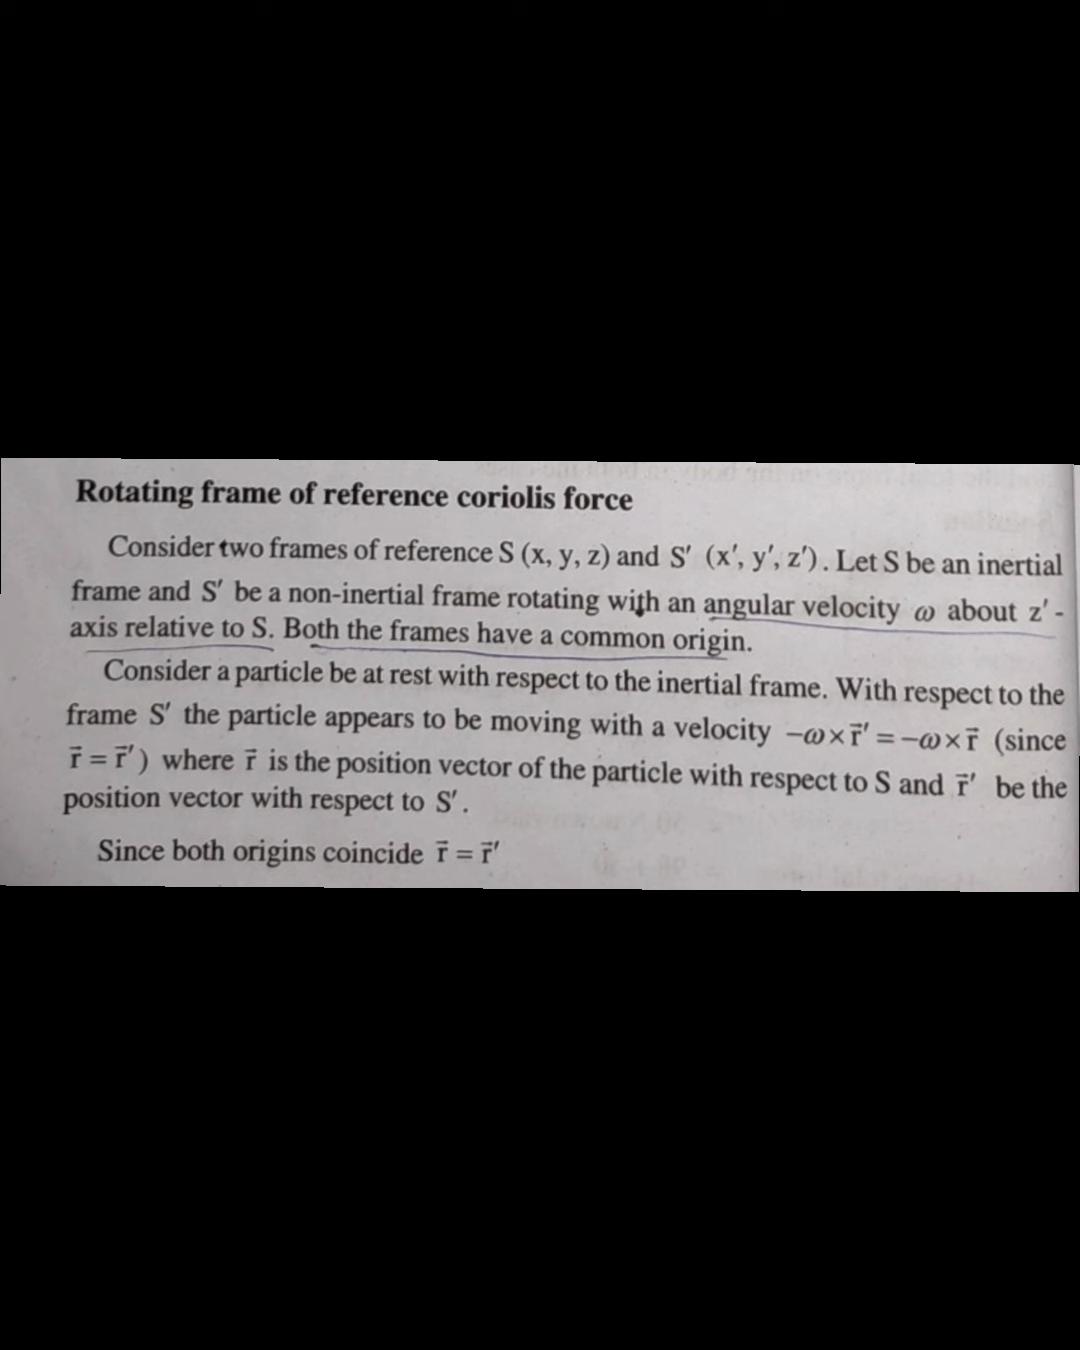 Rotating frame of reference coriolis force
Consider two frames of reference S (x, y, z) and S′ (x′, y′, z′). Let S be an inertial
frame and S′ be a non-inertial frame rotating with an angular velocity ω about z′-
axis relative to S. Both the frames have a common origin.
Consider a particle be at rest with respect to the inertial frame. With respect to the
frame S′ the particle appears to be moving with a velocity −ω×r⃗′ = −ω×r⃗ (since
r⃗ = r⃗′) where r⃗ is the position vector of the particle with respect to S and r⃗′ be the
position vector with respect to S′.
Since both origins coincide r⃗ = r⃗′